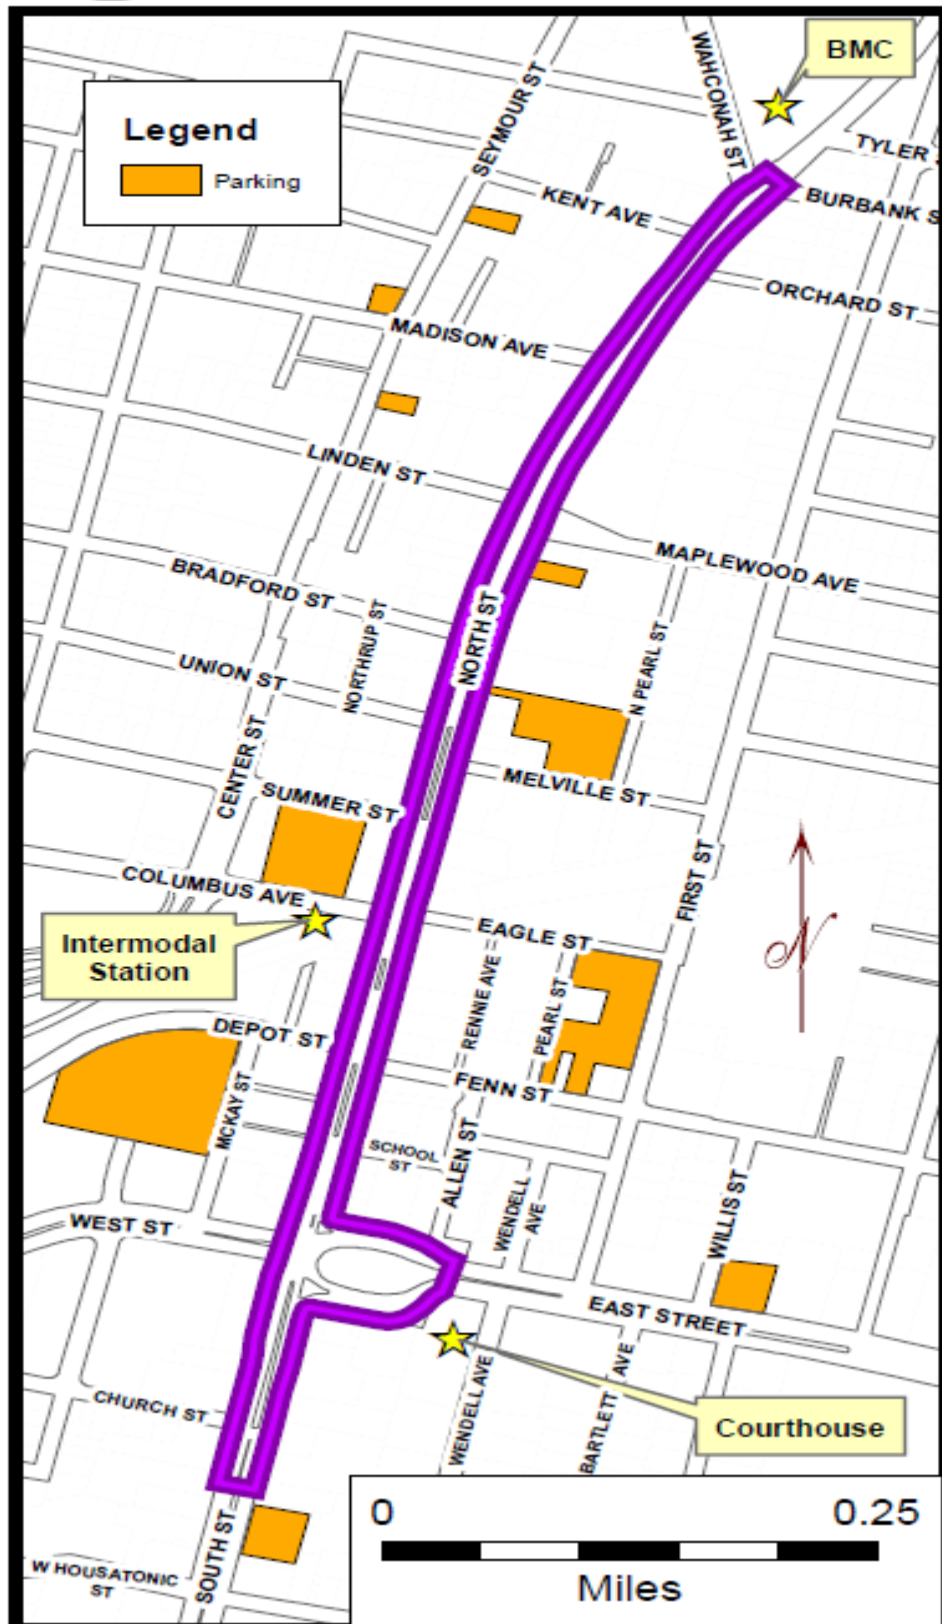 BMC
WAHCONAH ST
SEYMOUR ST
Legend
Parking
TYLER
KENT AVE
BURBANK S
ORCHARD ST
MADISON AVE
LINDEN ST
MAPLEWOOD AVE
BRADFORD ST
NORTH ST
NORTHRUP ST
N PEARL ST
UNION ST
CENTER ST
MELVILLE ST
SUMMER ST
FIRST ST
COLUMBUS AVE
EAGLE ST
N
Intermodal
Station
RENNIE AVE
PEARL ST
DEPOT ST
FENN ST
MCKAY ST
SCHOOL
ST
ALLEN ST
WENDELL
AVE
WILLIS ST
WEST ST
EAST STREET
CHURCH ST
WENDELL AVE
BARTLETT AVE
Courthouse
SOUTH ST
W HOUSATONIC
ST
0
0.25
Miles